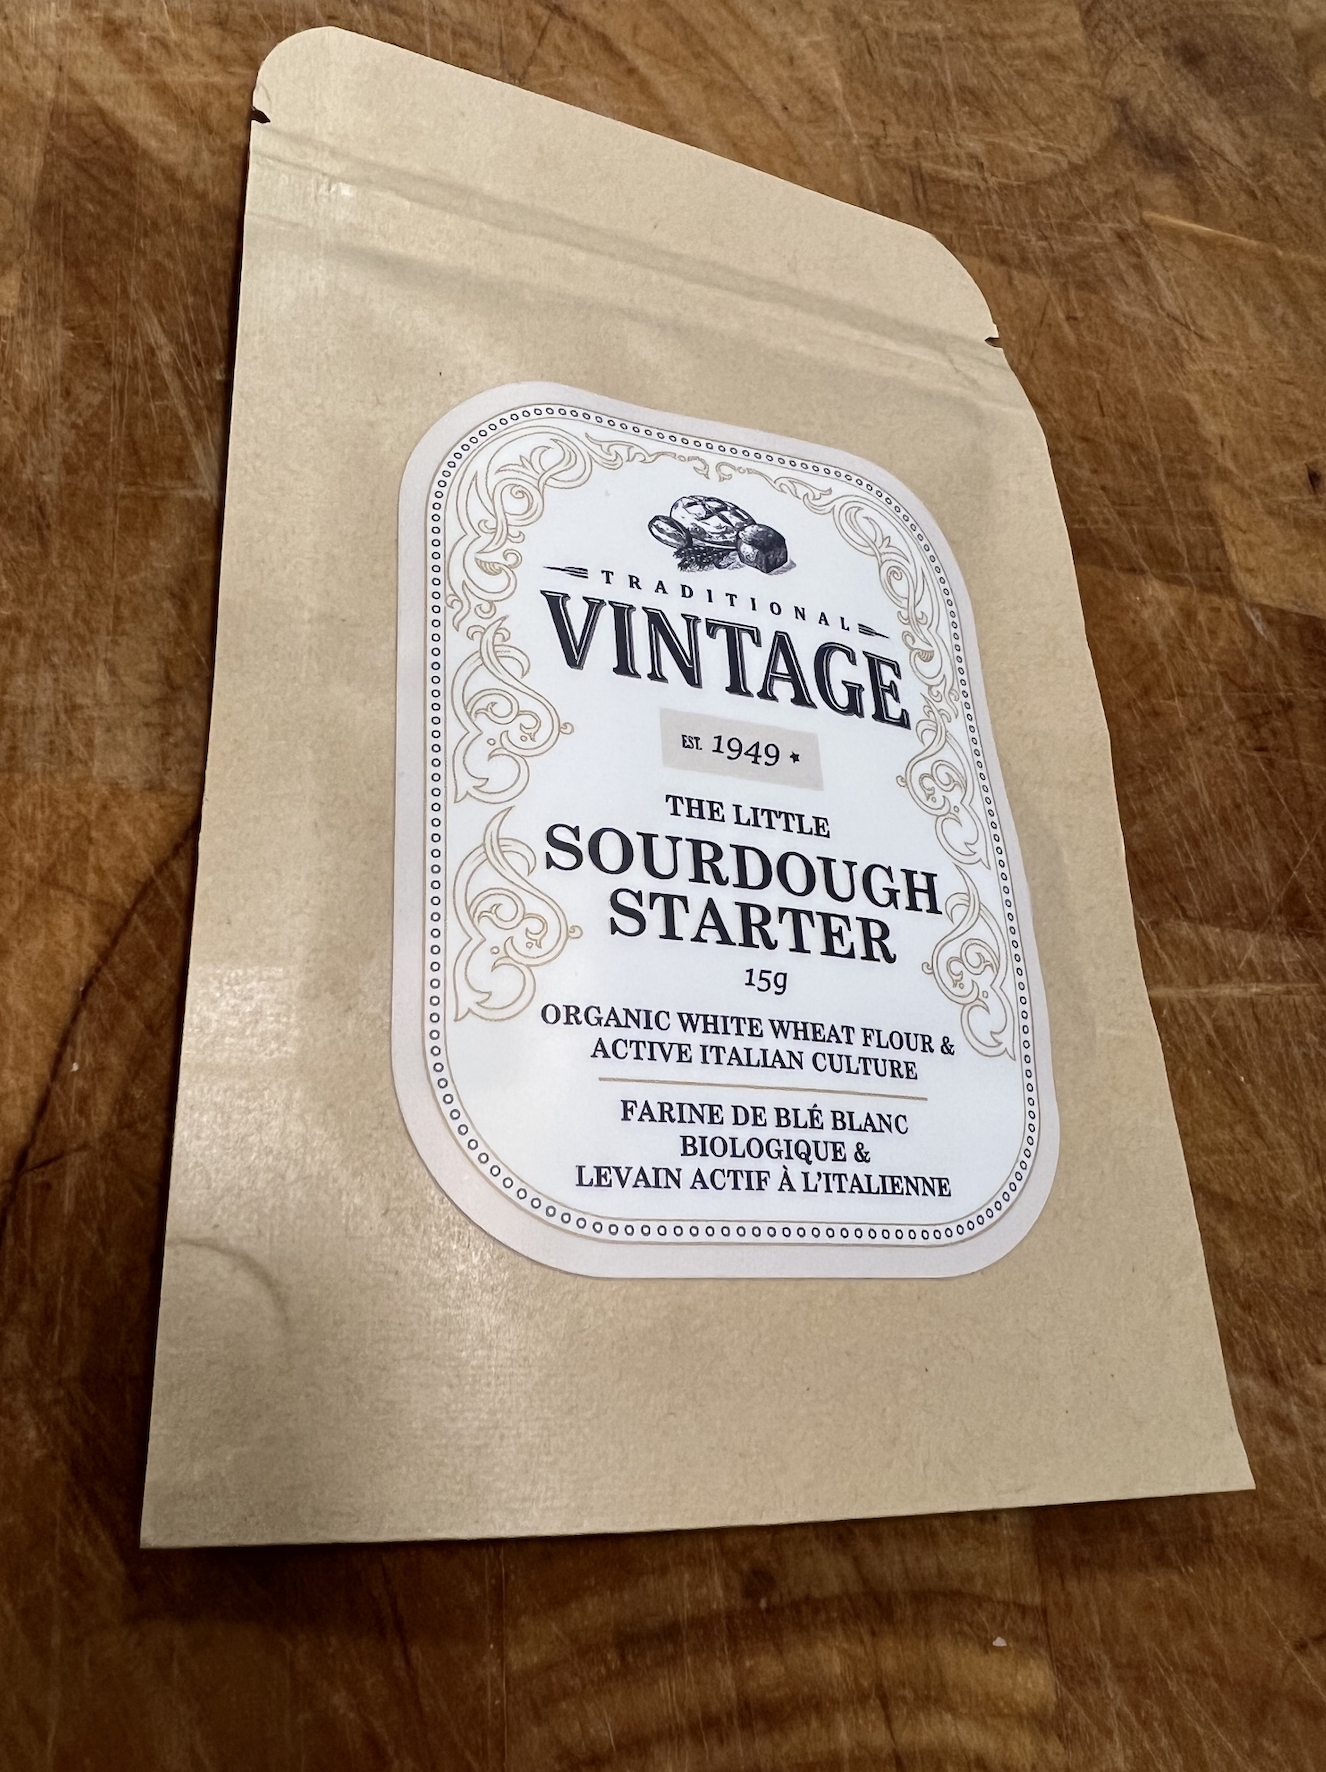 TRADITIONAL
VINTAGE
EST. 1949
THE LITTLE
SOURDOUGH
STARTER
15g
ORGANIC WHITE WHEAT FLOUR &
ACTIVE ITALIAN CULTURE
FARINE DE BLÉ BLANC
BIOLOGIQUE &
LEVAIN ACTIF À L'ITALIENNE